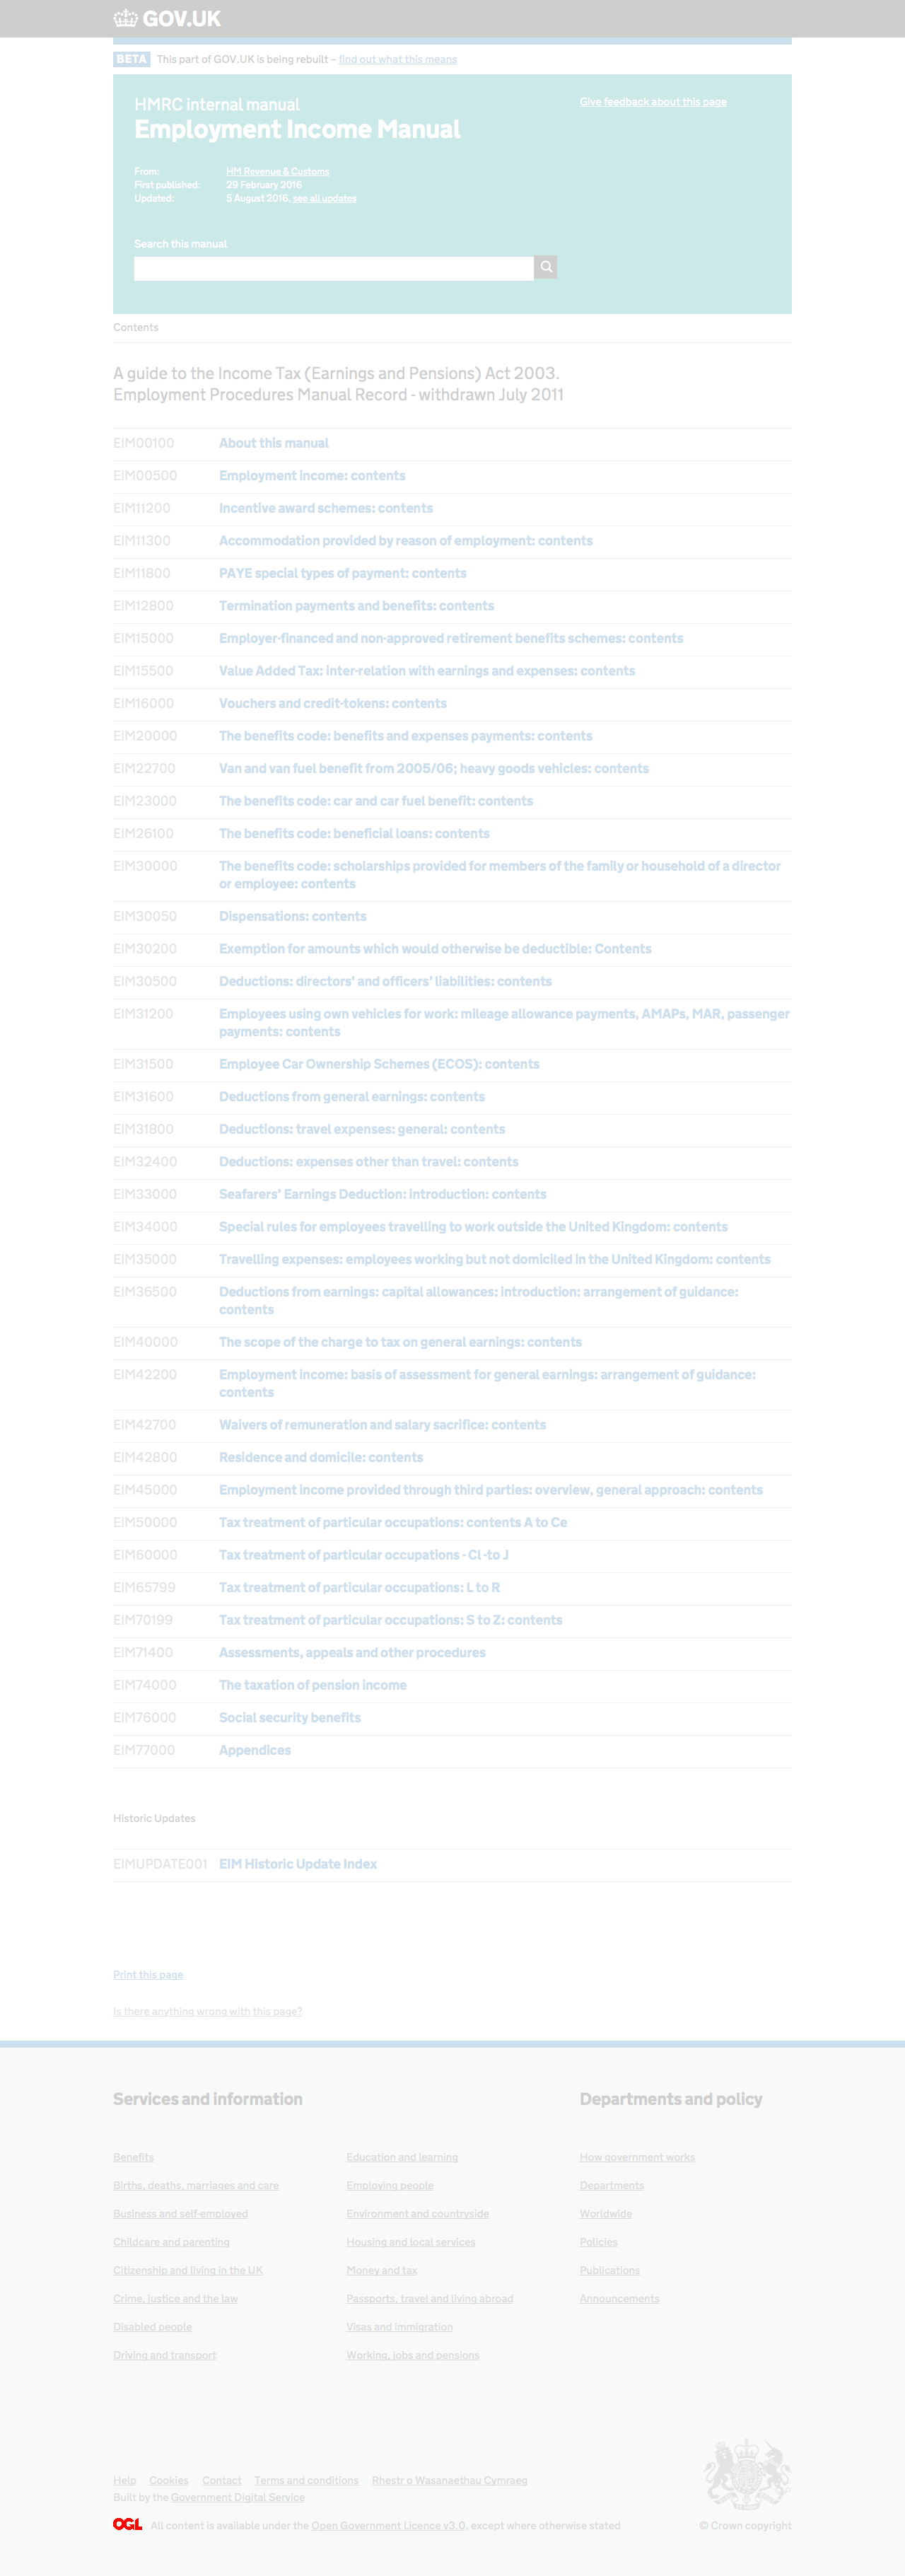 GOV.UK
BETA This part of GOV.UK is being rebuilt – find out what this means
HMRC internal manual
Employment Income Manual
Give feedback about this page
From: HM Revenue & Customs
First published: 29 February 2016
Updated: 5 August 2016, see all updates
Search this manual
Contents
A guide to the Income Tax (Earnings and Pensions) Act 2003.
Employment Procedures Manual Record - withdrawn July 2011
EIM00100 About this manual
EIM00500 Employment income: contents
EIM11200 Incentive award schemes: contents
EIM11300 Accommodation provided by reason of employment: contents
EIM11800 PAYE special types of payment: contents
EIM12800 Termination payments and benefits: contents
EIM15000 Employer-financed and non-approved retirement benefits schemes: contents
EIM15500 Value Added Tax: inter-relation with earnings and expenses: contents
EIM16000 Vouchers and credit-tokens: contents
EIM20000 The benefits code: benefits and expenses payments: contents
EIM22700 Van and van fuel benefit from 2005/06; heavy goods vehicles: contents
EIM23000 The benefits code: car and car fuel benefit: contents
EIM26100 The benefits code: beneficial loans: contents
EIM30000 The benefits code: scholarships provided for members of the family or household of a director
or employee: contents
EIM30050 Dispensations: contents
EIM30200 Exemption for amounts which would otherwise be deductible: Contents
EIM30500 Deductions: directors' and officers' liabilities: contents
EIM31200 Employees using own vehicles for work: mileage allowance payments, AMAPs, MAR, passenger
payments: contents
EIM31500 Employee Car Ownership Schemes (ECOS): contents
EIM31600 Deductions from general earnings: contents
EIM31800 Deductions: travel expenses: general: contents
EIM32400 Deductions: expenses other than travel: contents
EIM33000 Seafarers' Earnings Deduction: introduction: contents
EIM34000 Special rules for employees travelling to work outside the United Kingdom: contents
EIM35000 Travelling expenses: employees working but not domiciled in the United Kingdom: contents
EIM36500 Deductions from earnings: capital allowances: introduction: arrangement of guidance:
contents
EIM40000 The scope of the charge to tax on general earnings: contents
EIM42200 Employment income: basis of assessment for general earnings: arrangement of guidance:
contents
EIM42700 Waivers of remuneration and salary sacrifice: contents
EIM42800 Residence and domicile: contents
EIM45000 Employment income provided through third parties: overview, general approach: contents
EIM50000 Tax treatment of particular occupations: contents A to Ce
EIM60000 Tax treatment of particular occupations - Cl -to J
EIM65799 Tax treatment of particular occupations: L to R
EIM70199 Tax treatment of particular occupations: S to Z: contents
EIM71400 Assessments, appeals and other procedures
EIM74000 The taxation of pension income
EIM76000 Social security benefits
EIM77000 Appendices
Historic Updates
EIMUPDATE001 EIM Historic Update Index
Print this page
Is there anything wrong with this page?
Services and information
Departments and policy
Benefits Education and learning How government works
Births, deaths, marriages and care Employing people Departments
Business and self-employed Environment and countryside Worldwide
Childcare and parenting Housing and local services Policies
Citizenship and living in the UK Money and tax Publications
Crime, justice and the law Passports, travel and living abroad Announcements
Disabled people Visas and immigration
Driving and transport Working, jobs and pensions
Help Cookies Contact Terms and conditions Rhestr o Wasanaethau Cymraeg
Built by the Government Digital Service
OGL All content is available under the Open Government Licence v3.0, except where otherwise stated
© Crown copyright